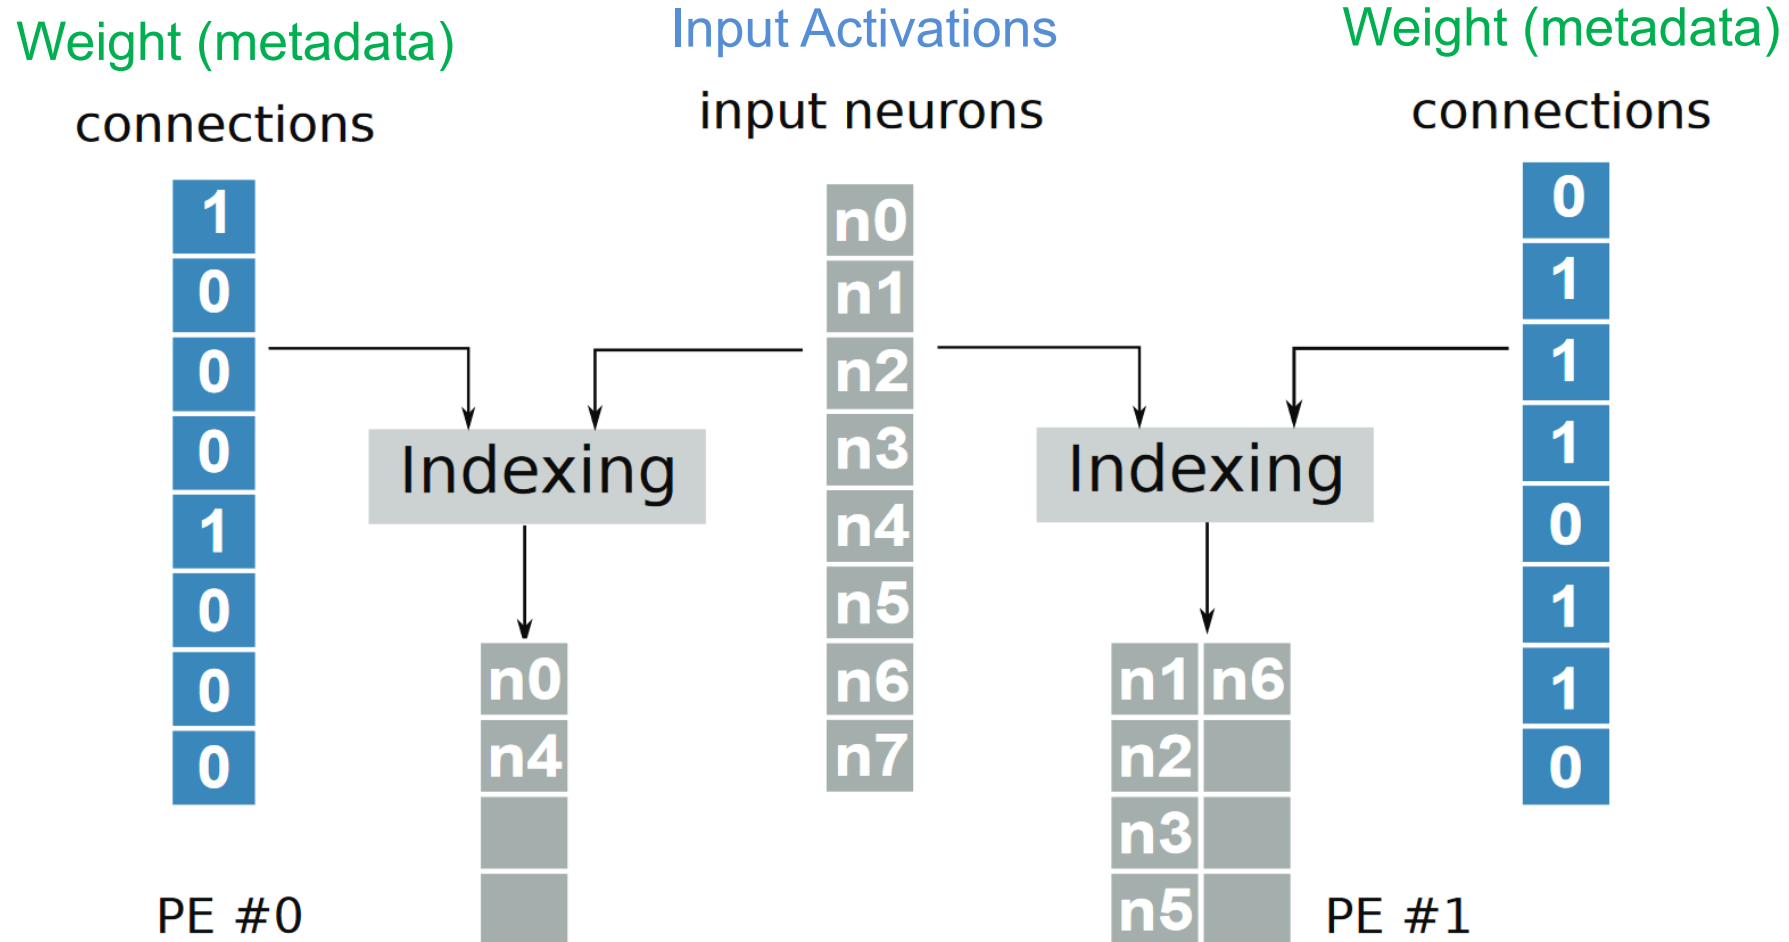 Weight (metadata)
Input Activations
Weight (metadata)
connections
input neurons
connections
1
0
0
0
1
0
0
0
n0
n1
n2
n3
n4
n5
n6
n7
0
1
1
1
0
1
1
0
Indexing
Indexing
n0
n4
n1 n6
n2
n3
n5
PE #0
PE #1